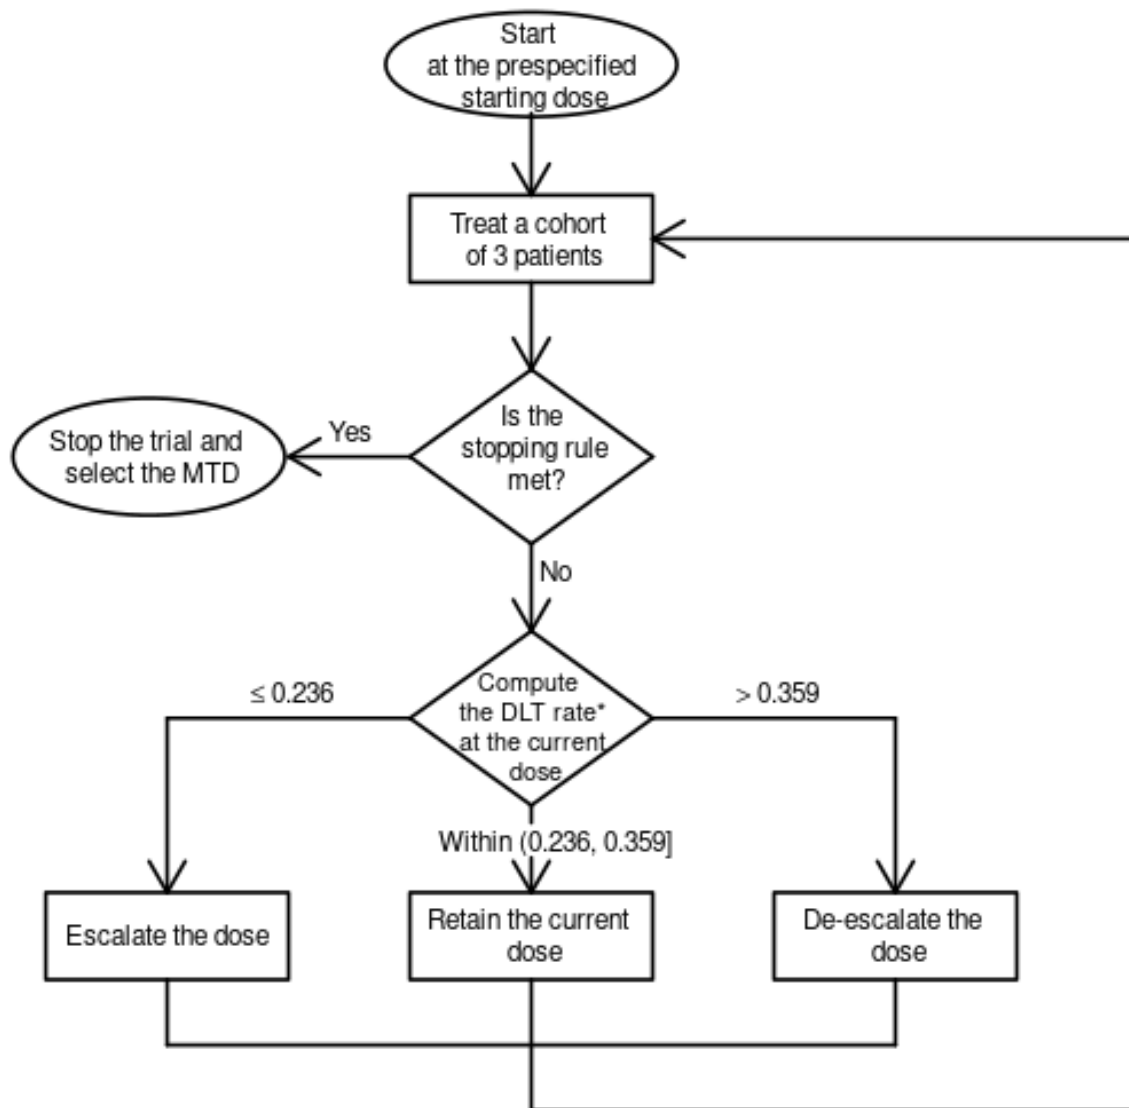 Start
at the prespecified
starting dose
Treat a cohort
of 3 patients
Is the
stopping rule
met?
Yes
Stop the trial and
select the MTD
No
Compute
the DLT rate*
at the current
dose
≤ 0.236
> 0.359
Within (0.236, 0.359]
Escalate the dose
Retain the current
dose
De-escalate the
dose